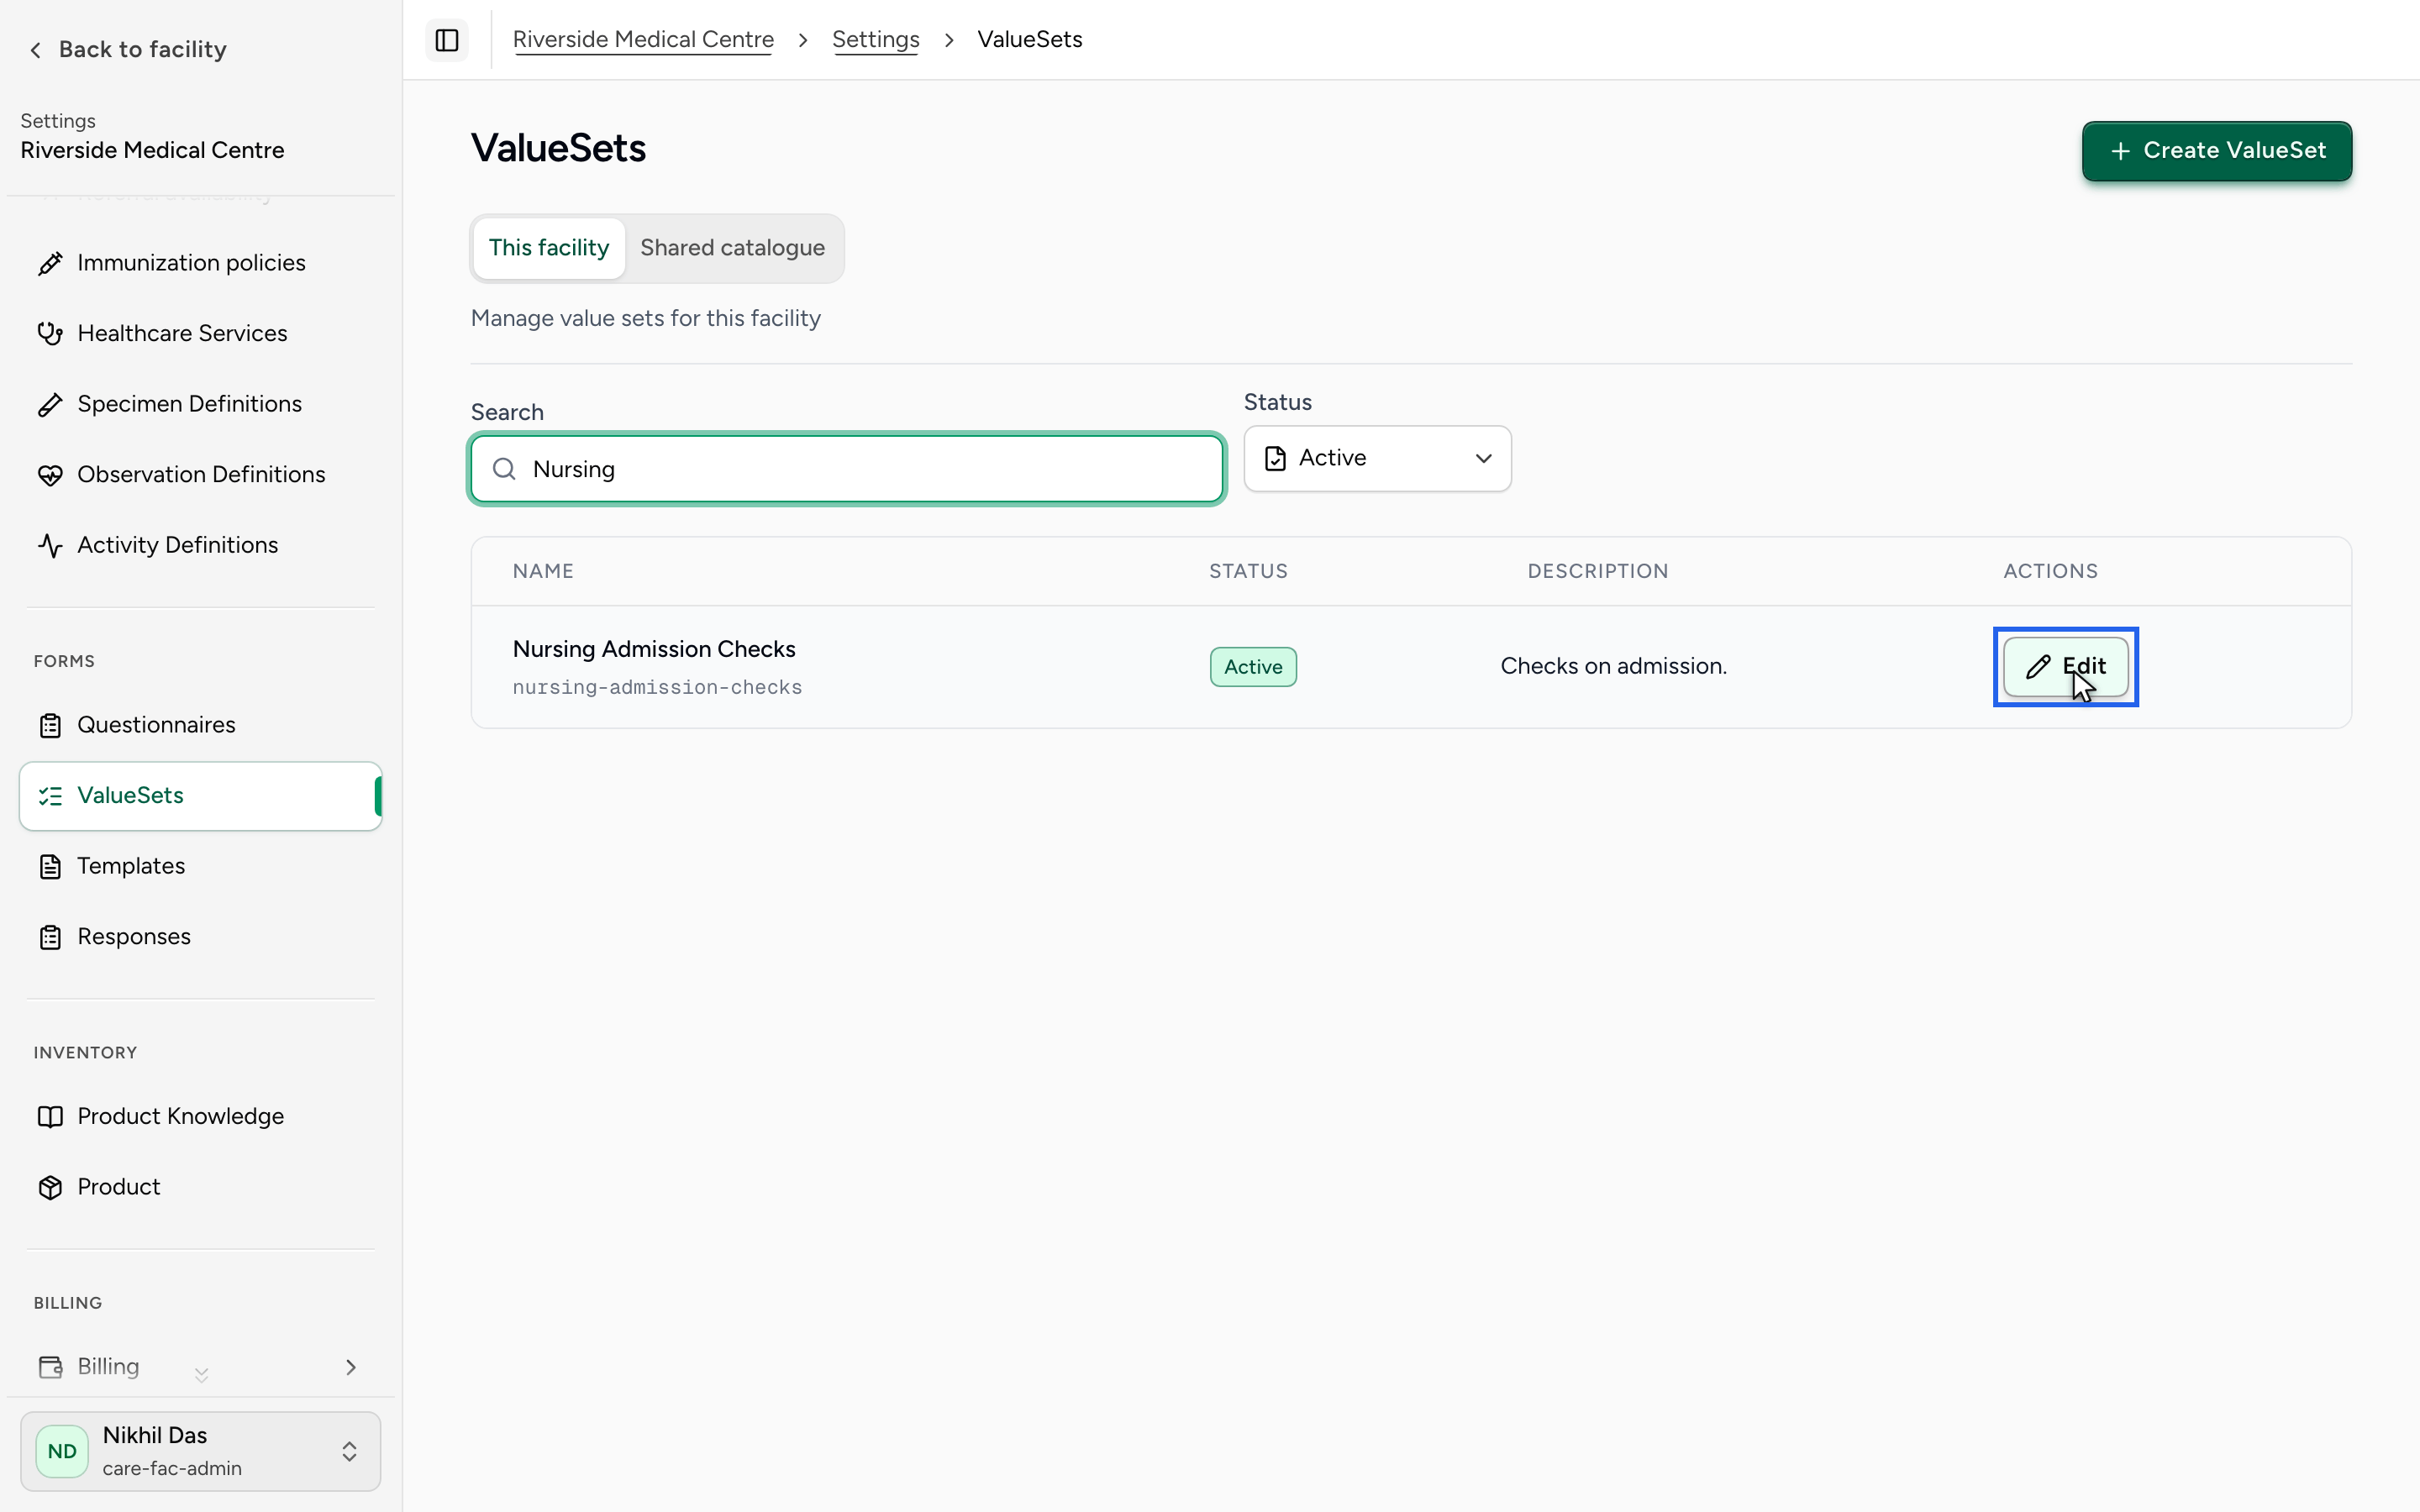 Back to facility
Settings
Riverside Medical Centre
Immunization policies
Healthcare Services
Specimen Definitions
Observation Definitions
Activity Definitions
FORMS
Questionnaires
ValueSets
Templates
Responses
INVENTORY
Product Knowledge
Product
BILLING
Billing
ND
Nikhil Das
care-fac-admin
Riverside Medical Centre > Settings > ValueSets
ValueSets
+ Create ValueSet
This facility
Shared catalogue
Manage value sets for this facility
Search
Nursing
Status
Active
NAME STATUS DESCRIPTION ACTIONS
Nursing Admission Checks
nursing-admission-checks
Active
Checks on admission.
Edit